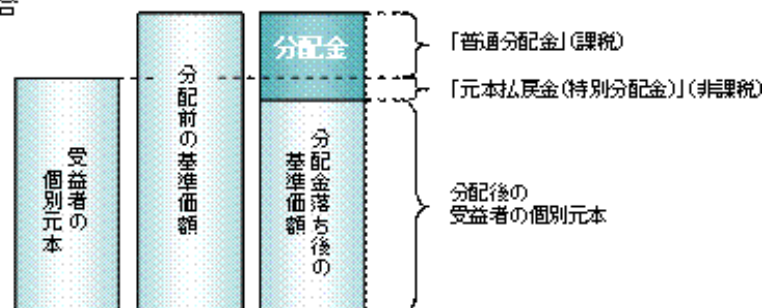 合
受益者の
個別元本
分配前の基準価額
分配金
分配金落ち後の
基準価額
「普通分配金」(課税)
「元本払戻金(特別分配金)」(非課税)
分配後の
受益者の個別元本